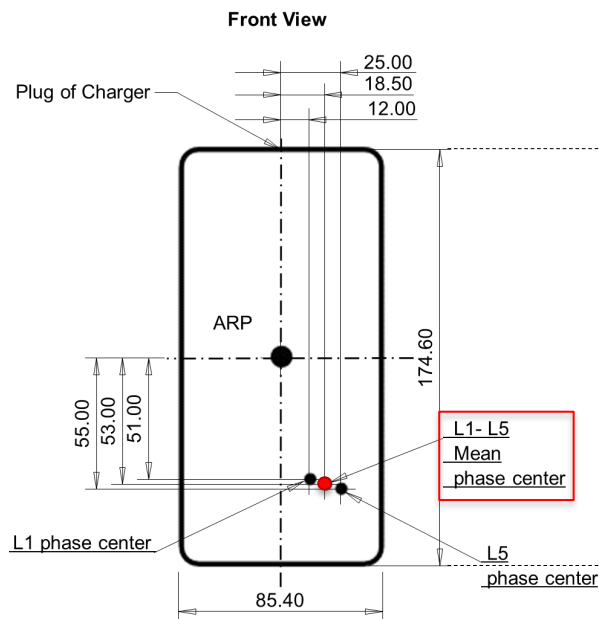 Front View
25.00
18.50
12.00
Plug of Charger
ARP
174.60
55.00
53.00
51.00
L1- L5
Mean
phase center
L1 phase center
L5
phase center
85.40